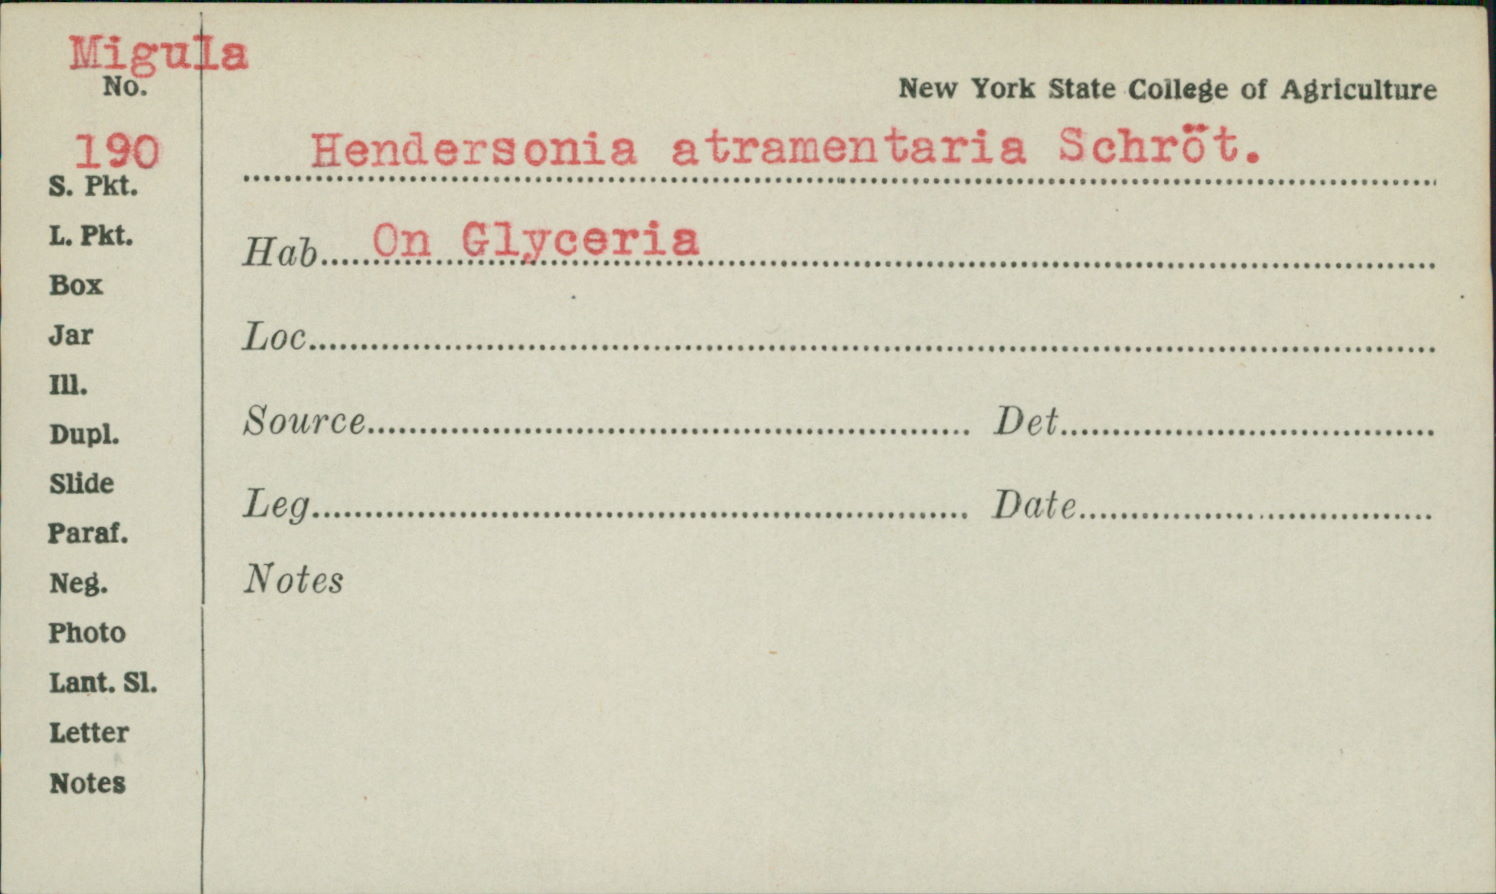 Migula
No.
New York State College of Agriculture
190
Hendersonia atramentaria Schröt.
S. Pkt.
L. Pkt.
Hab. On Glyceria
Box
Jar
Loc.
Ill.
Dupl.
Source Det.
Slide
Leg. Date
Paraf.
Neg.
Notes
Photo
Lant. Sl.
Letter
Notes